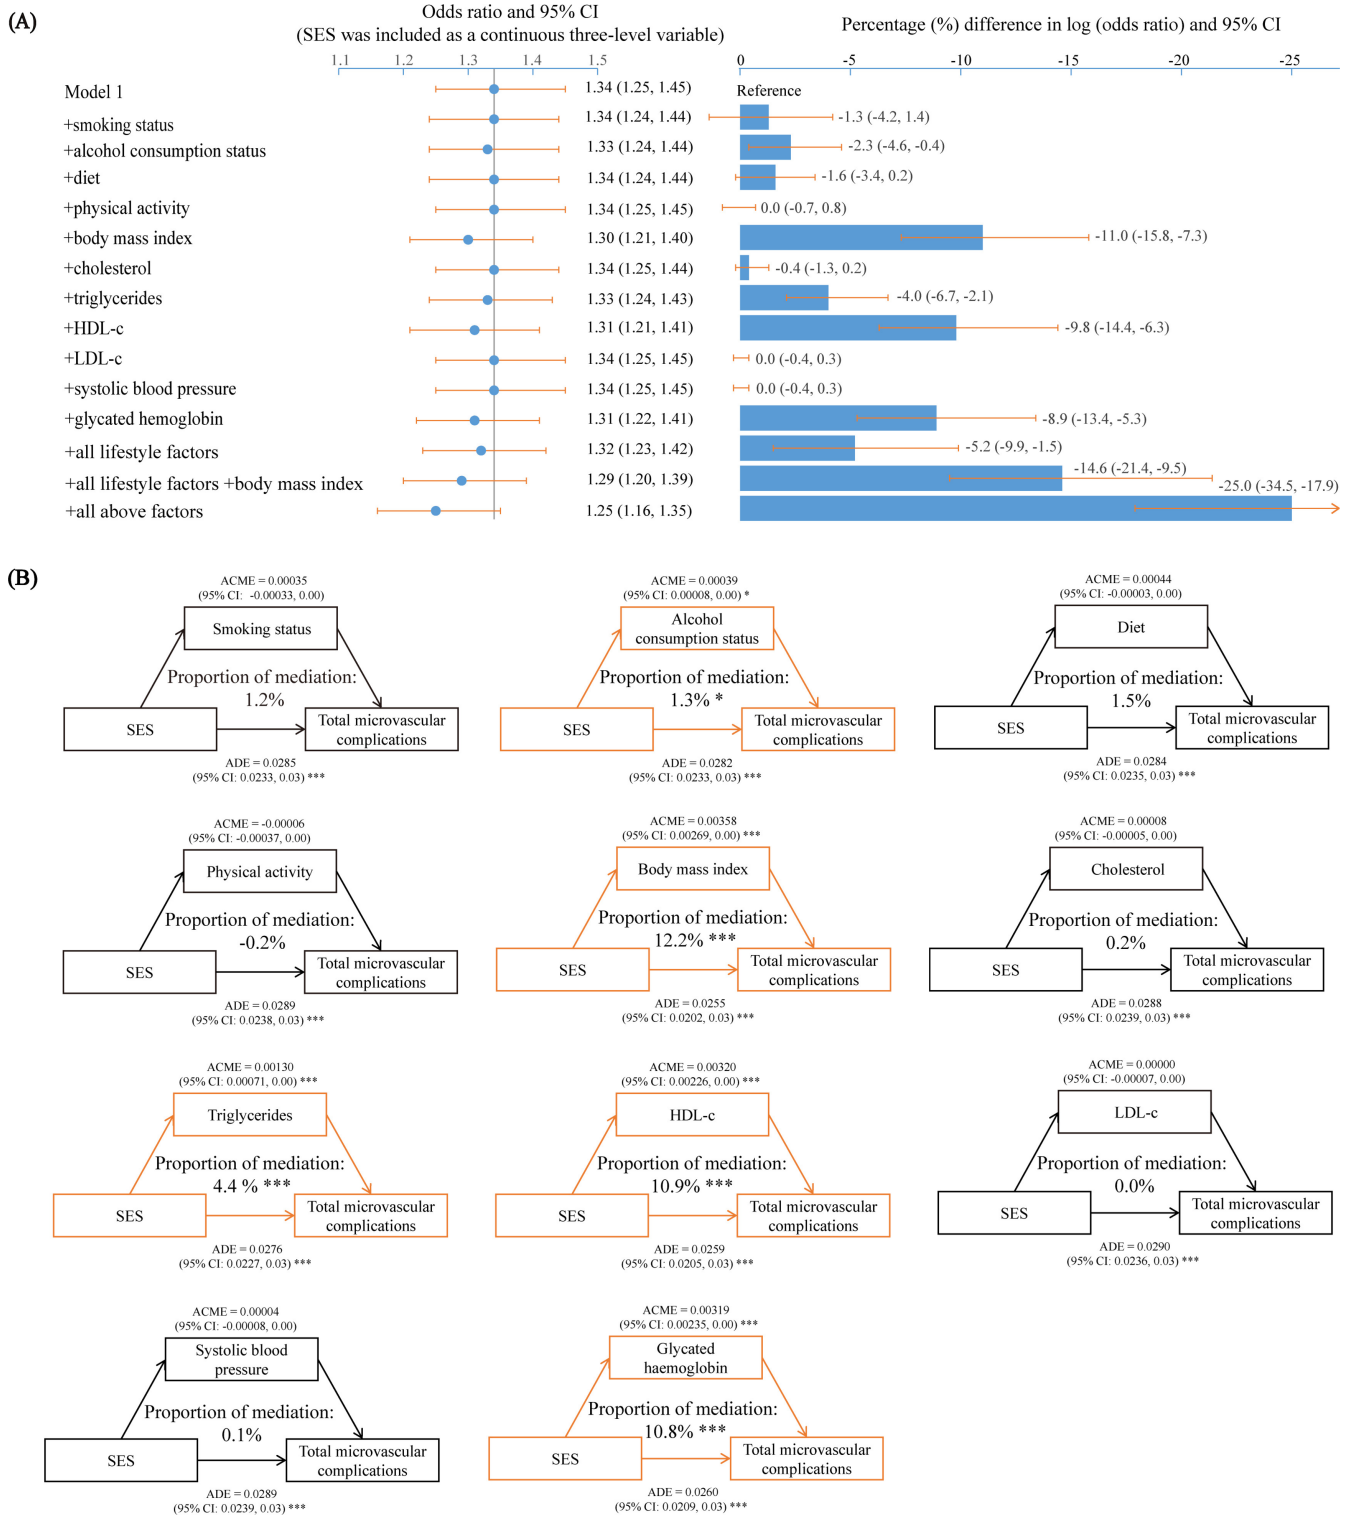 (A)
Odds ratio and 95% CI
(SES was included as a continuous three-level variable)
Percentage (%) difference in log (odds ratio) and 95% CI
1.1 1.2 1.3 1.4 1.5
0 -5 -10 -15 -20 -25
Model 1 1.34 (1.25, 1.45) Reference
+smoking status 1.34 (1.24, 1.44) -1.3 (-4.2, 1.4)
+alcohol consumption status 1.33 (1.24, 1.44) -2.3 (-4.6, -0.4)
+diet 1.34 (1.24, 1.44) -1.6 (-3.4, 0.2)
+physical activity 1.34 (1.25, 1.45) 0.0 (-0.7, 0.8)
+body mass index 1.30 (1.21, 1.40) -11.0 (-15.8, -7.3)
+cholesterol 1.34 (1.25, 1.44) -0.4 (-1.3, 0.2)
+triglycerides 1.33 (1.24, 1.43) -4.0 (-6.7, -2.1)
+HDL-c 1.31 (1.21, 1.41) -9.8 (-14.4, -6.3)
+LDL-c 1.34 (1.25, 1.45) 0.0 (-0.4, 0.3)
+systolic blood pressure 1.34 (1.25, 1.45) 0.0 (-0.4, 0.3)
+glycated hemoglobin 1.31 (1.22, 1.41) -8.9 (-13.4, -5.3)
+all lifestyle factors 1.32 (1.23, 1.42) -5.2 (-9.9, -1.5)
+all lifestyle factors +body mass index 1.29 (1.20, 1.39) -14.6 (-21.4, -9.5)
+all above factors 1.25 (1.16, 1.35) -25.0 (-34.5, -17.9)
(B)
ACME = 0.00035
(95% CI: -0.00033, 0.00)
Smoking status
Proportion of mediation:
1.2%
SES
Total microvascular
complications
ADE = 0.0285
(95% CI: 0.0233, 0.03) ***
ACME = 0.00039
(95% CI: 0.00008, 0.00) *
Alcohol
consumption status
Proportion of mediation:
1.3% *
SES
Total microvascular
complications
ADE = 0.0282
(95% CI: 0.0233, 0.03) ***
ACME = 0.00044
(95% CI: -0.00003, 0.00)
Diet
Proportion of mediation:
1.5%
SES
Total microvascular
complications
ADE = 0.0284
(95% CI: 0.0235, 0.03) ***
ACME = -0.00006
(95% CI: -0.00037, 0.00)
Physical activity
Proportion of mediation:
-0.2%
SES
Total microvascular
complications
ADE = 0.0289
(95% CI: 0.0238, 0.03) ***
ACME = 0.00358
(95% CI: 0.00269, 0.00) ***
Body mass index
Proportion of mediation:
12.2% ***
SES
Total microvascular
complications
ADE = 0.0255
(95% CI: 0.0202, 0.03) ***
ACME = 0.00008
(95% CI: -0.00005, 0.00)
Cholesterol
Proportion of mediation:
0.2%
SES
Total microvascular
complications
ADE = 0.0288
(95% CI: 0.0239, 0.03) ***
ACME = 0.00130
(95% CI: 0.00071, 0.00) ***
Triglycerides
Proportion of mediation:
4.4 % ***
SES
Total microvascular
complications
ADE = 0.0276
(95% CI: 0.0227, 0.03) ***
ACME = 0.00320
(95% CI: 0.00226, 0.00) ***
HDL-c
Proportion of mediation:
10.9% ***
SES
Total microvascular
complications
ADE = 0.0259
(95% CI: 0.0205, 0.03) ***
ACME = 0.00000
(95% CI: -0.00007, 0.00)
LDL-c
Proportion of mediation:
0.0%
SES
Total microvascular
complications
ADE = 0.0290
(95% CI: 0.0236, 0.03) ***
ACME = 0.00004
(95% CI: -0.00008, 0.00)
Systolic blood
pressure
Proportion of mediation:
0.1%
SES
Total microvascular
complications
ADE = 0.0289
(95% CI: 0.0239, 0.03) ***
ACME = 0.00319
(95% CI: 0.00235, 0.00) ***
Glycated
haemoglobin
Proportion of mediation:
10.8% ***
SES
Total microvascular
complications
ADE = 0.0260
(95% CI: 0.0209, 0.03) ***